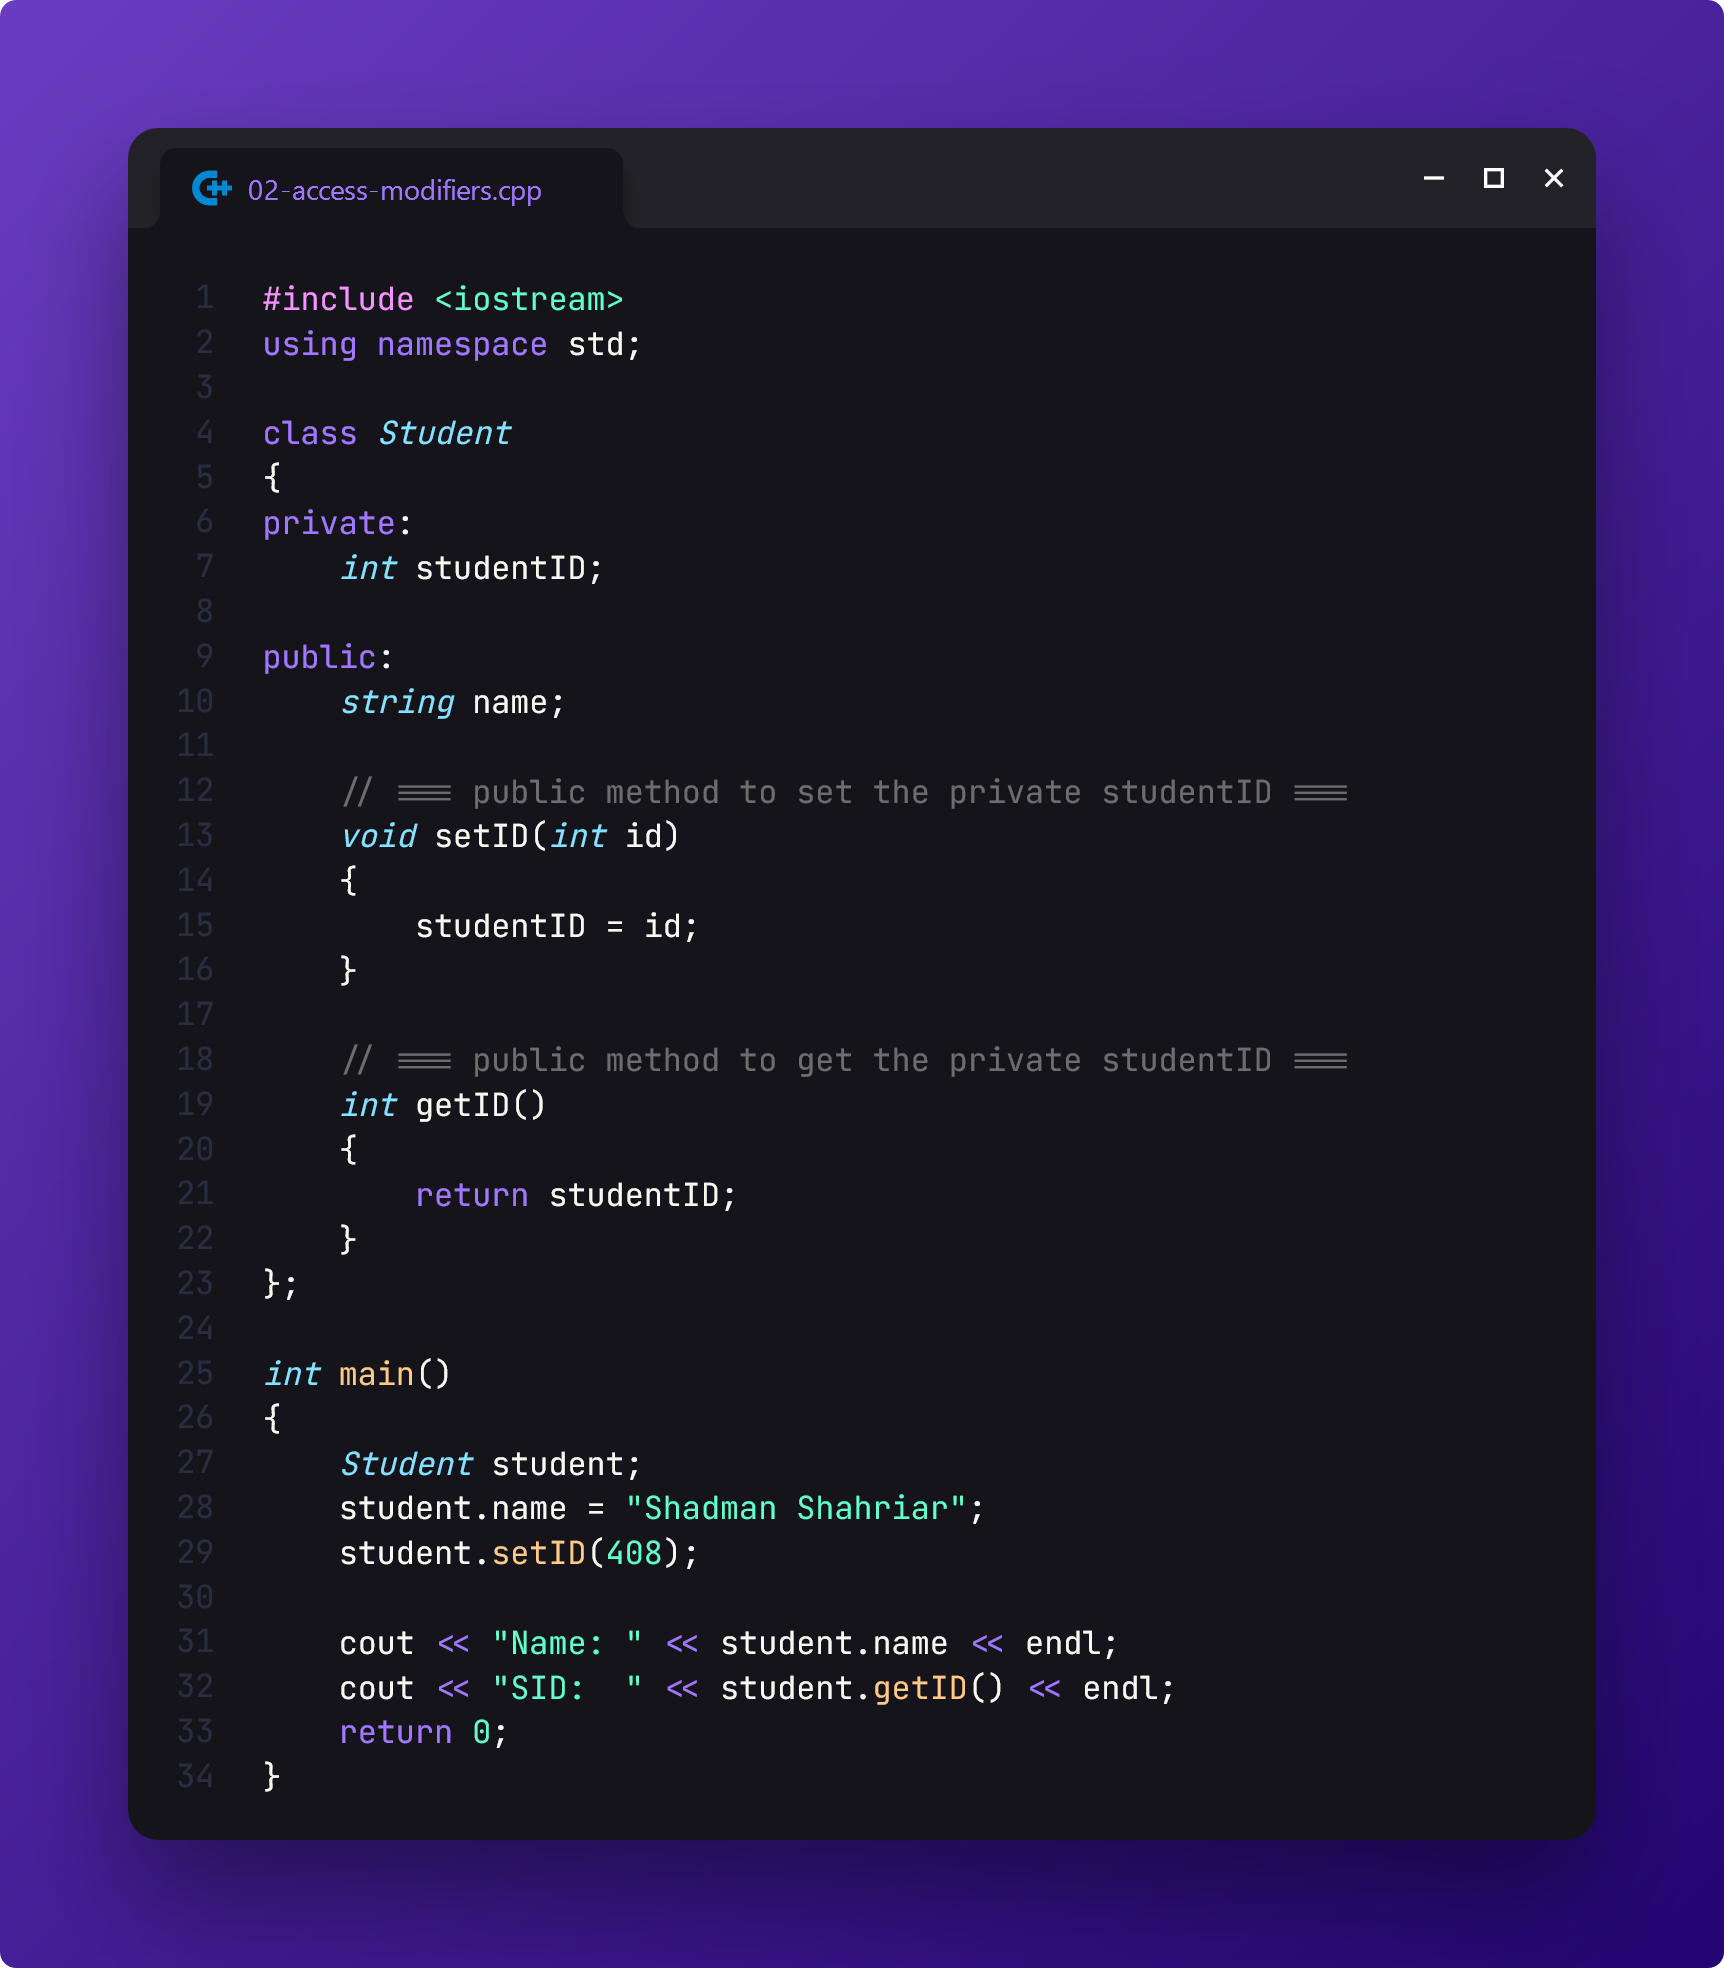 02-access-modifiers.cpp
1 #include <iostream>
2 using namespace std;
3
4 class Student
5 {
6 private:
7     int studentID;
8
9 public:
10     string name;
11
12     // === public method to set the private studentID ===
13     void setID(int id)
14     {
15         studentID = id;
16     }
17
18     // === public method to get the private studentID ===
19     int getID()
20     {
21         return studentID;
22     }
23 };
24
25 int main()
26 {
27     Student student;
28     student.name = "Shadman Shahriar";
29     student.setID(408);
30
31     cout << "Name: " << student.name << endl;
32     cout << "SID:  " << student.getID() << endl;
33     return 0;
34 }